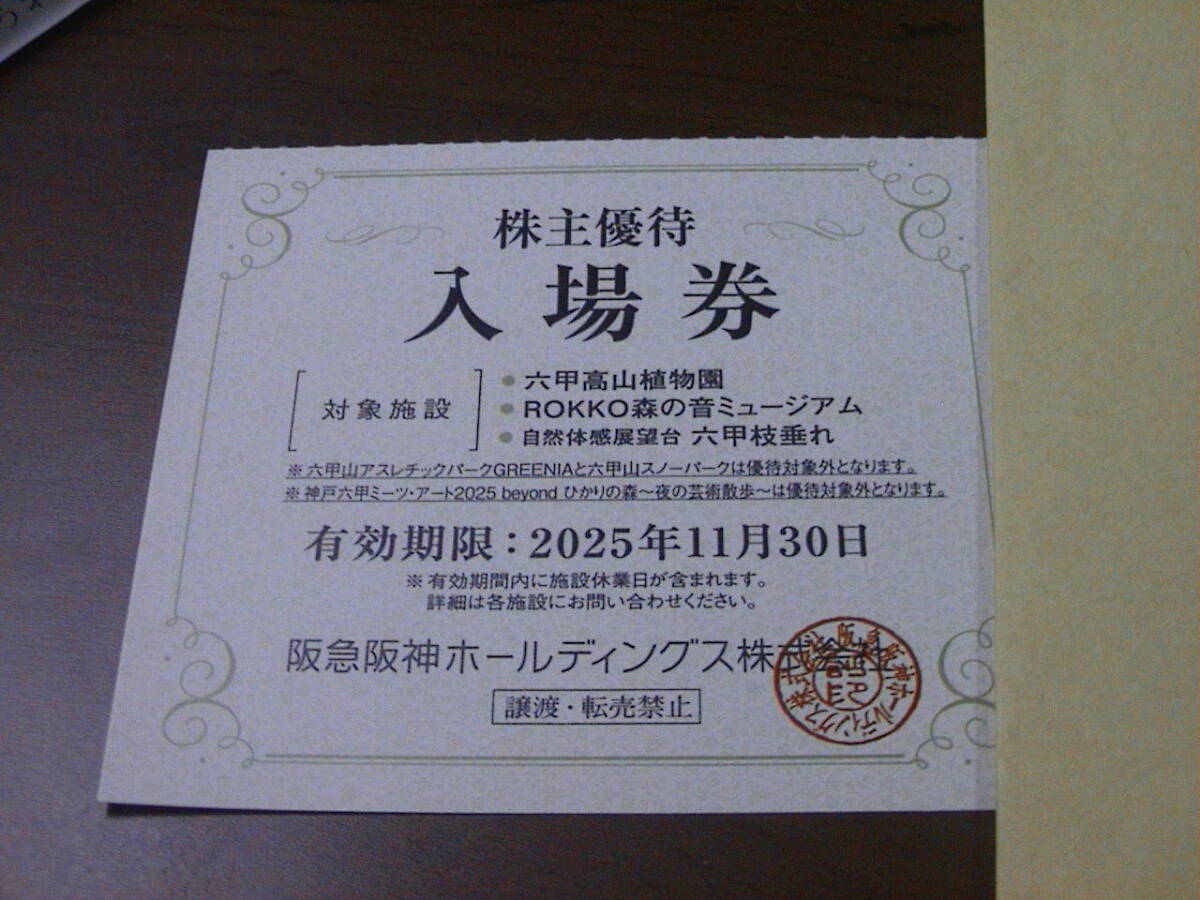 株主優待
入場券
対象施設
●六甲高山植物園
●ROKKO森の音ミュージアム
●自然体感展望台 六甲枝垂れ
※六甲山アスレチックパークGREENIAと六甲山スノーパークは優待対象外となります。
※神戸六甲ミーツ・アート2025 beyond ひかりの森〜夜の芸術散歩〜は優待対象外となります。
有効期限：2025年11月30日
※有効期間内に施設休業日が含まれます。
詳細は各施設にお問い合わせください。
阪急阪神ホールディングス株式会社
譲渡・転売禁止